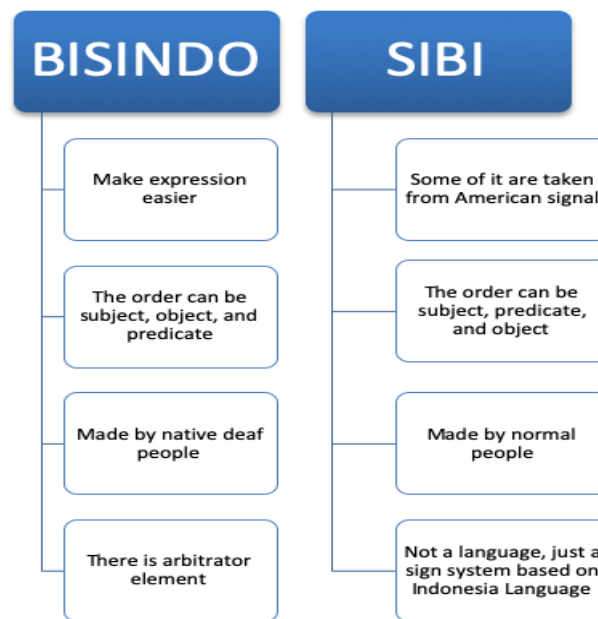 BISINDO
Make expression
easier
The order can be
subject, object, and
predicate
Made by native deaf
people
There is arbitrator
element
SIBI
Some of it are taken
from American signal
The order can be
subject, predicate,
and object
Made by normal
people
Not a language, just a
sign system based on
Indonesia Language